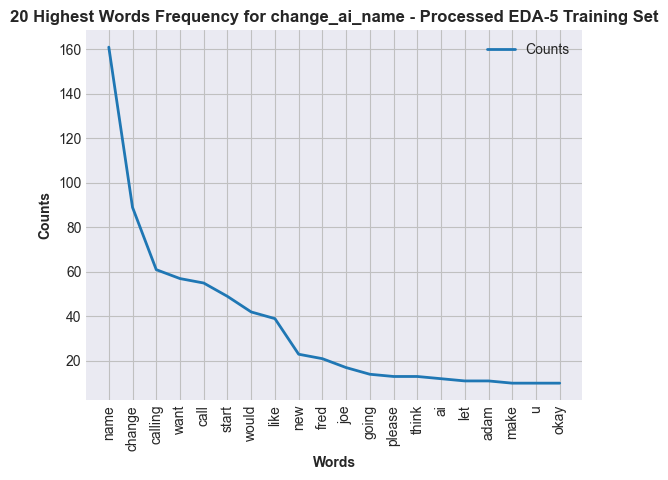 20 Highest Words Frequency for change_ai_name - Processed EDA-5 Training Set
Counts
160
140
120
100
80
60
40
20
Counts
name
change
calling
want
call
start
would
like
new
fred
joe
going
please
think
ai
let
adam
make
u
okay
Words